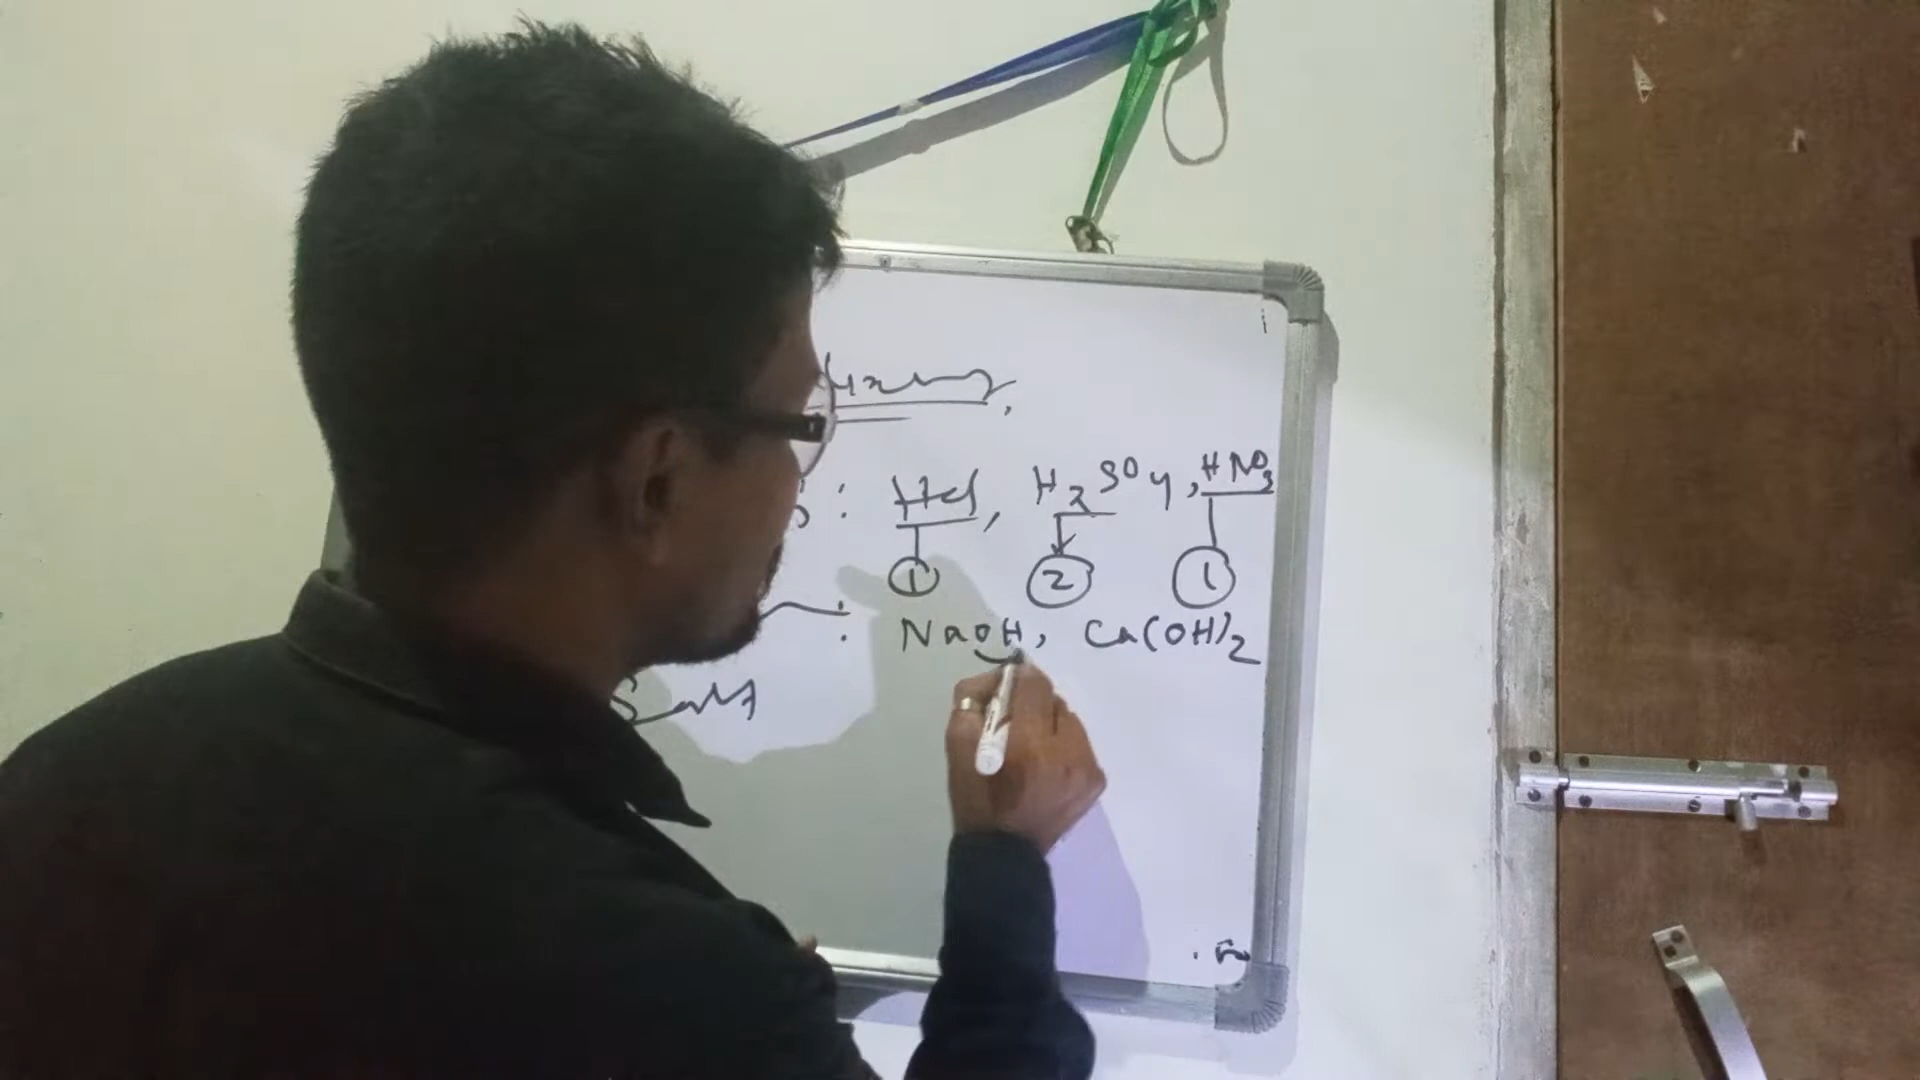 : HCl, H2SO4, HNO3
1 2 1
: NaOH, Ca(OH)2
Salt